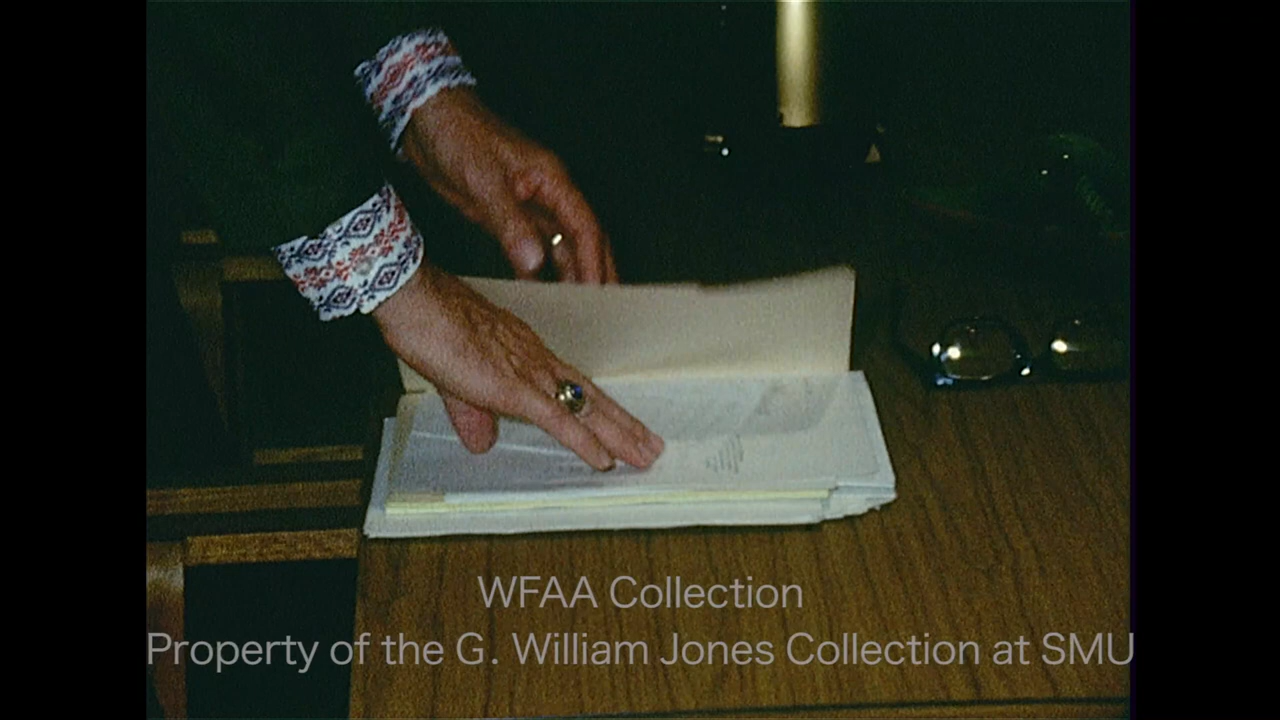 WFAA Collection
Property of the G. William Jones Collection at SMU